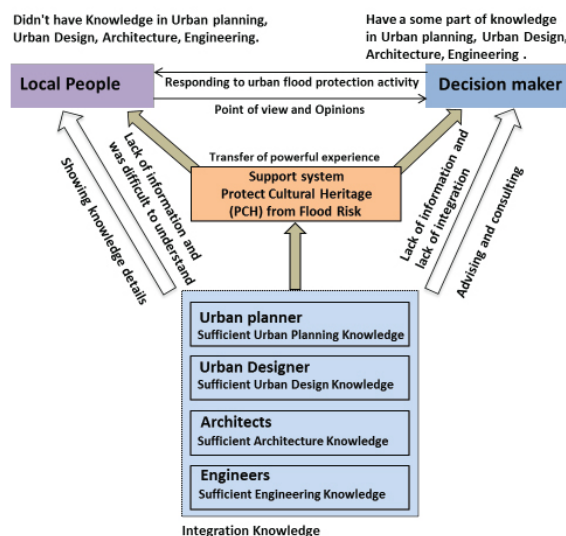 Didn't have Knowledge in Urban planning,
Urban Design, Architecture, Engineering.
Have a some part of knowledge
in Urban planning, Urban Design,
Architecture, Engineering .
Local People
Responding to urban flood protection activity
Decision maker
Point of view and Opinions
Transfer of powerful experience
Support system
Protect Cultural Heritage
(PCH) from Flood Risk
Lack of information and
was difficult to understand
Showing knowledge details
Lack of information and
lack of integration
Advising and consulting
Urban planner
Sufficient Urban Planning Knowledge
Urban Designer
Sufficient Urban Design Knowledge
Architects
Sufficient Architecture Knowledge
Engineers
Sufficient Engineering Knowledge
Integration Knowledge